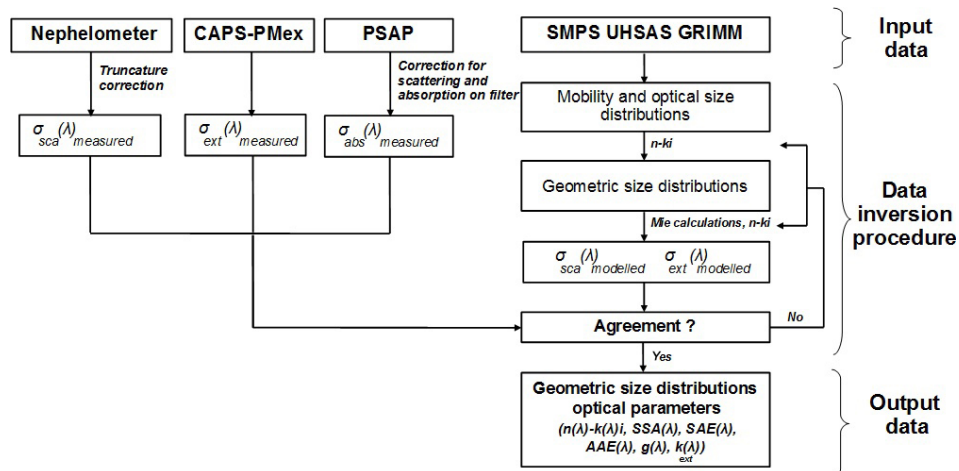 Nephelometer
CAPS-PMex
PSAP
SMPS UHSAS GRIMM
Input
data
Truncature
correction
Correction for
scattering and
absorption on filter
Mobility and optical size
distributions
σsca(λ)measured
σext(λ)measured
σabs(λ)measured
n-ki
Geometric size distributions
Mie calculations, n-ki
Data
inversion
procedure
σsca(λ)modelled σext(λ)modelled
Agreement ?
No
Yes
Geometric size distributions
optical parameters
(n(λ)-k(λ)i, SSA(λ), SAE(λ),
AAE(λ), g(λ), kext(λ))
Output
data